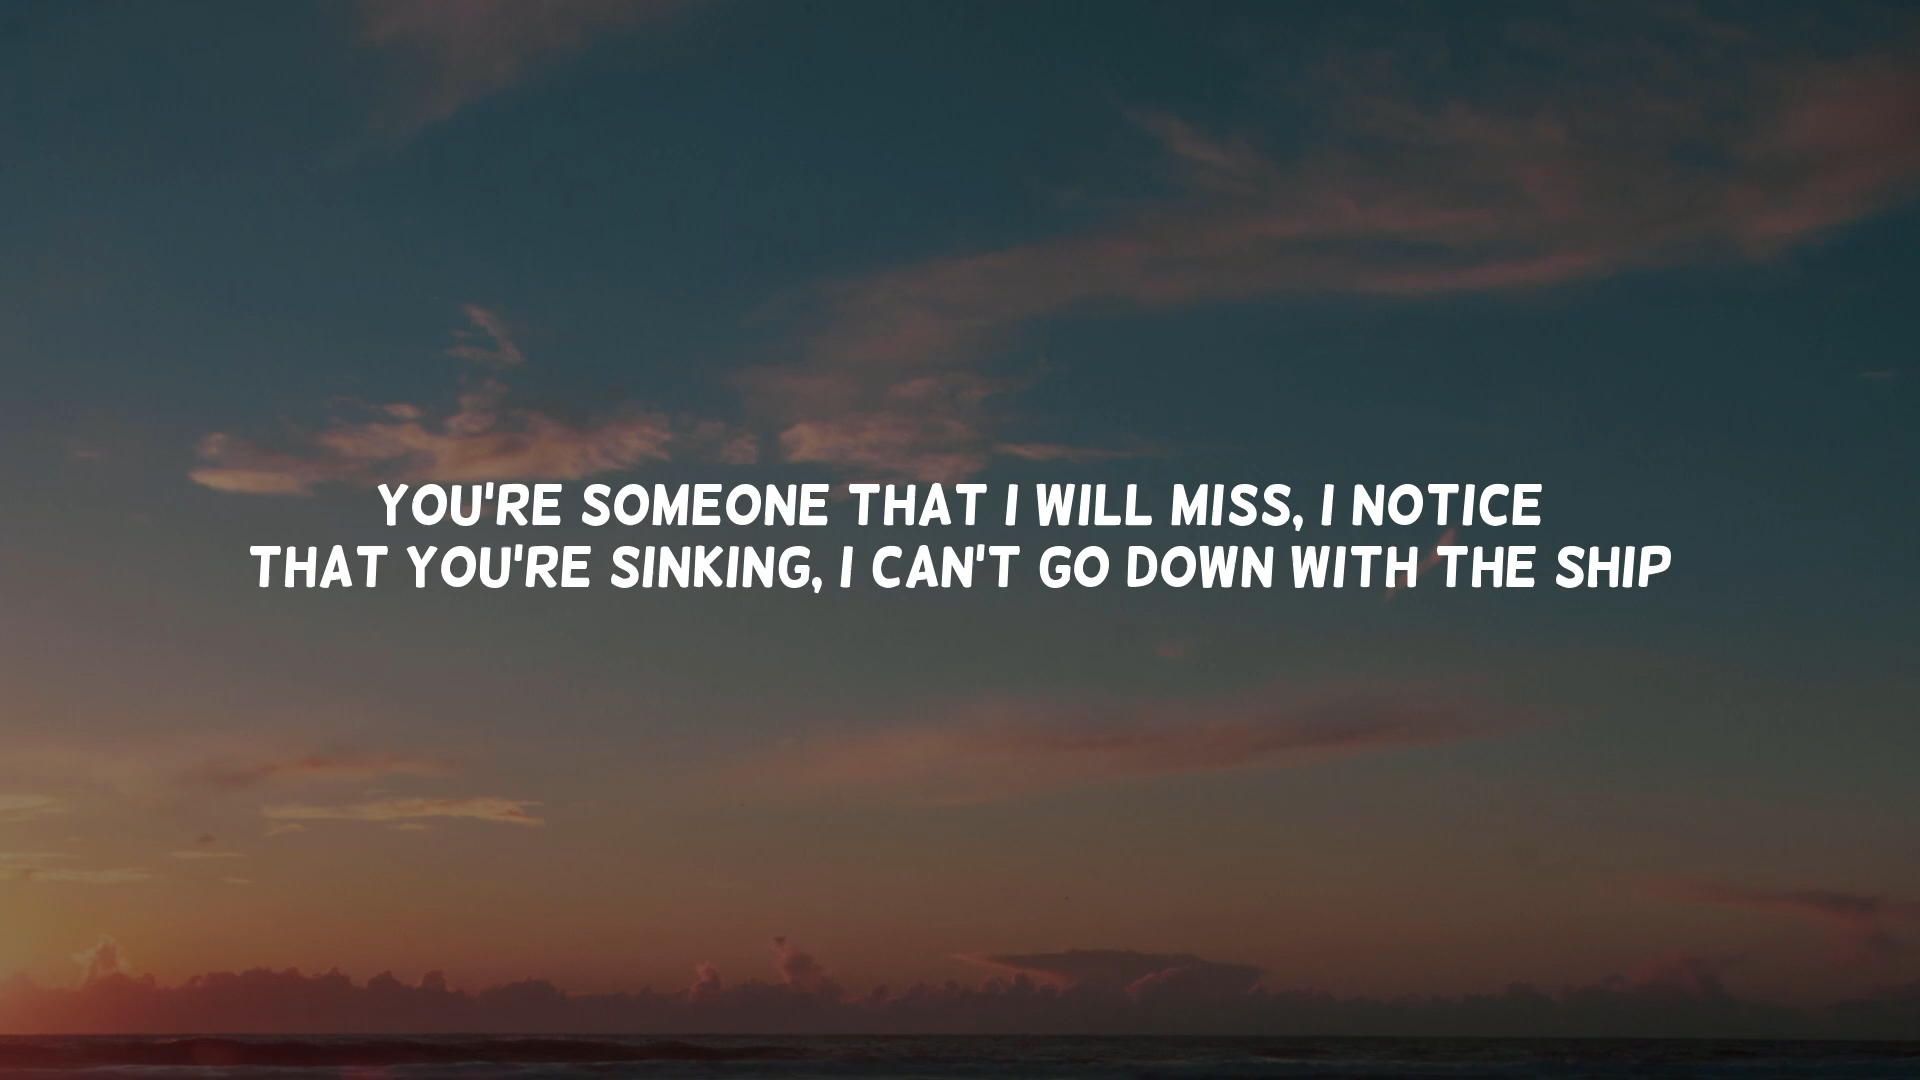 YOU'RE SOMEONE THAT I WILL MISS, I NOTICE
THAT YOU'RE SINKING, I CAN'T GO DOWN WITH THE SHIP